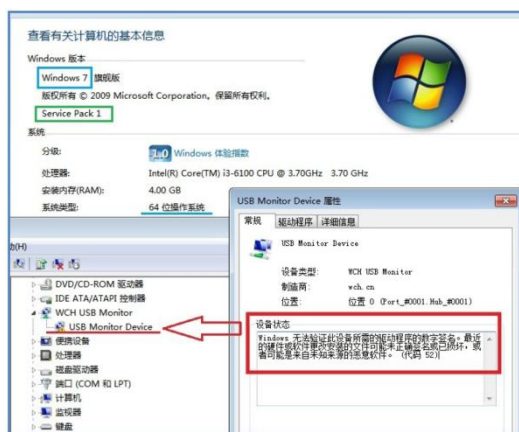 查看有关计算机的基本信息
Windows 版本
Windows 7 旗舰版
版权所有 © 2009 Microsoft Corporation。保留所有权利。
Service Pack 1
系统
分级:
1.0 Windows 体验指数
处理器:
Intel(R) Core(TM) i3-6100 CPU @ 3.70GHz 3.70 GHz
安装内存(RAM):
4.00 GB
系统类型:
64 位操作系统
助(H)
DVD/CD-ROM 驱动器
IDE ATA/ATAPI 控制器
WCH USB Monitor
USB Monitor Device
便携设备
处理器
磁盘驱动器
端口 (COM 和 LPT)
计算机
监视器
键盘
USB Monitor Device 属性
常规 驱动程序 详细信息
USB Monitor Device
设备类型: WCH USB Monitor
制造商: wch.cn
位置: 位置 0 (Port_#0001.Hub_#0001)
设备状态
Windows 无法验证此设备所需的驱动程序的数字签名。最近
的硬件或软件更改安装的文件可能未正确签名或已损坏，或
者可能是来自未知来源的恶意软件。 (代码 52)